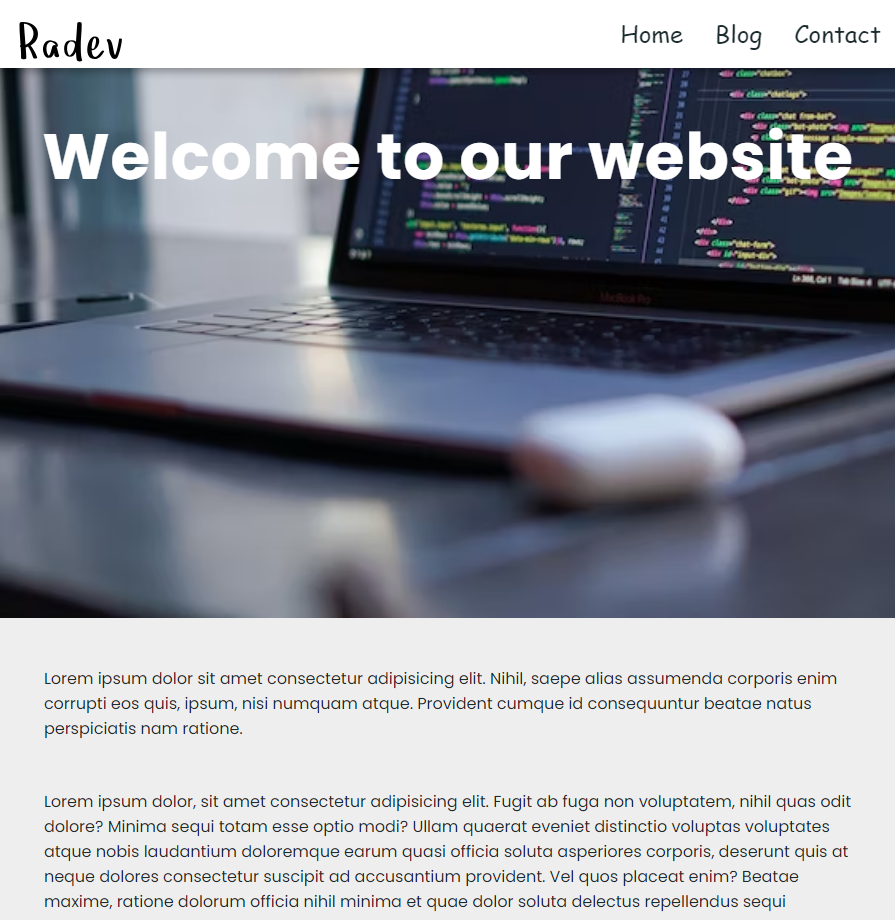 Radev
Home Blog Contact
Welcome to our website
MacBook Pro
Lorem ipsum dolor sit amet consectetur adipisicing elit. Nihil, saepe alias assumenda corporis enim
corrupti eos quis, ipsum, nisi numquam atque. Provident cumque id consequuntur beatae natus
perspiciatis nam ratione.
Lorem ipsum dolor, sit amet consectetur adipisicing elit. Fugit ab fuga non voluptatem, nihil quas odit
dolore? Minima sequi totam esse optio modi? Ullam quaerat eveniet distinctio voluptas voluptates
atque nobis laudantium doloremque earum quasi officia soluta asperiores corporis, deserunt quis at
neque dolores consectetur suscipit ad accusantium provident. Vel quos placeat enim? Beatae
maxime, ratione dolorum officia nihil minima et quae dolor soluta delectus repellendus sequi